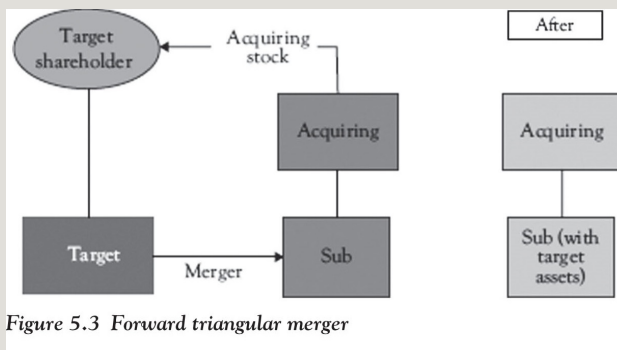 Target
shareholder
Acquiring
stock
After
Acquiring
Acquiring
Target
Merger
Sub
Sub (with
target
assets)
Figure 5.3 Forward triangular merger